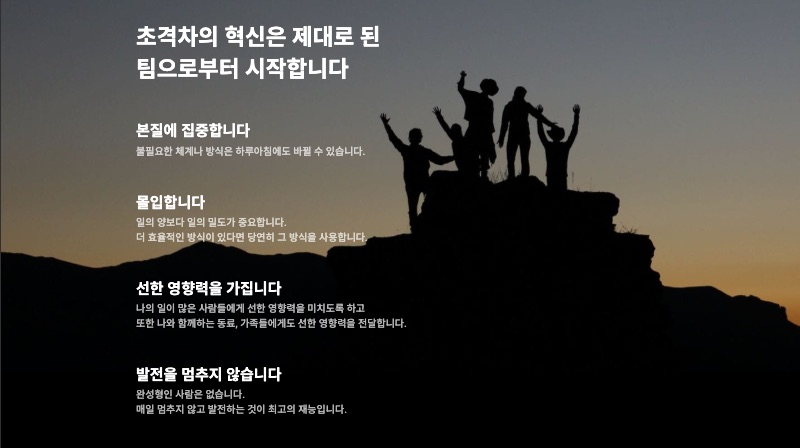 초격차의 혁신은 제대로 된
팀으로부터 시작합니다
본질에 집중합니다
불필요한 체계나 방식은 하루아침에도 바뀔 수 있습니다.
몰입합니다
일의 양보다 일의 밀도가 중요합니다.
더 효율적인 방식이 있다면 당연히 그 방식을 사용합니다.
선한 영향력을 가집니다
나의 일이 많은 사람들에게 선한 영향력을 미치도록 하고
또한 나와 함께하는 동료, 가족들에게도 선한 영향력을 전달합니다.
발전을 멈추지 않습니다
완성형인 사람은 없습니다.
매일 멈추지 않고 발전하는 것이 최고의 재능입니다.